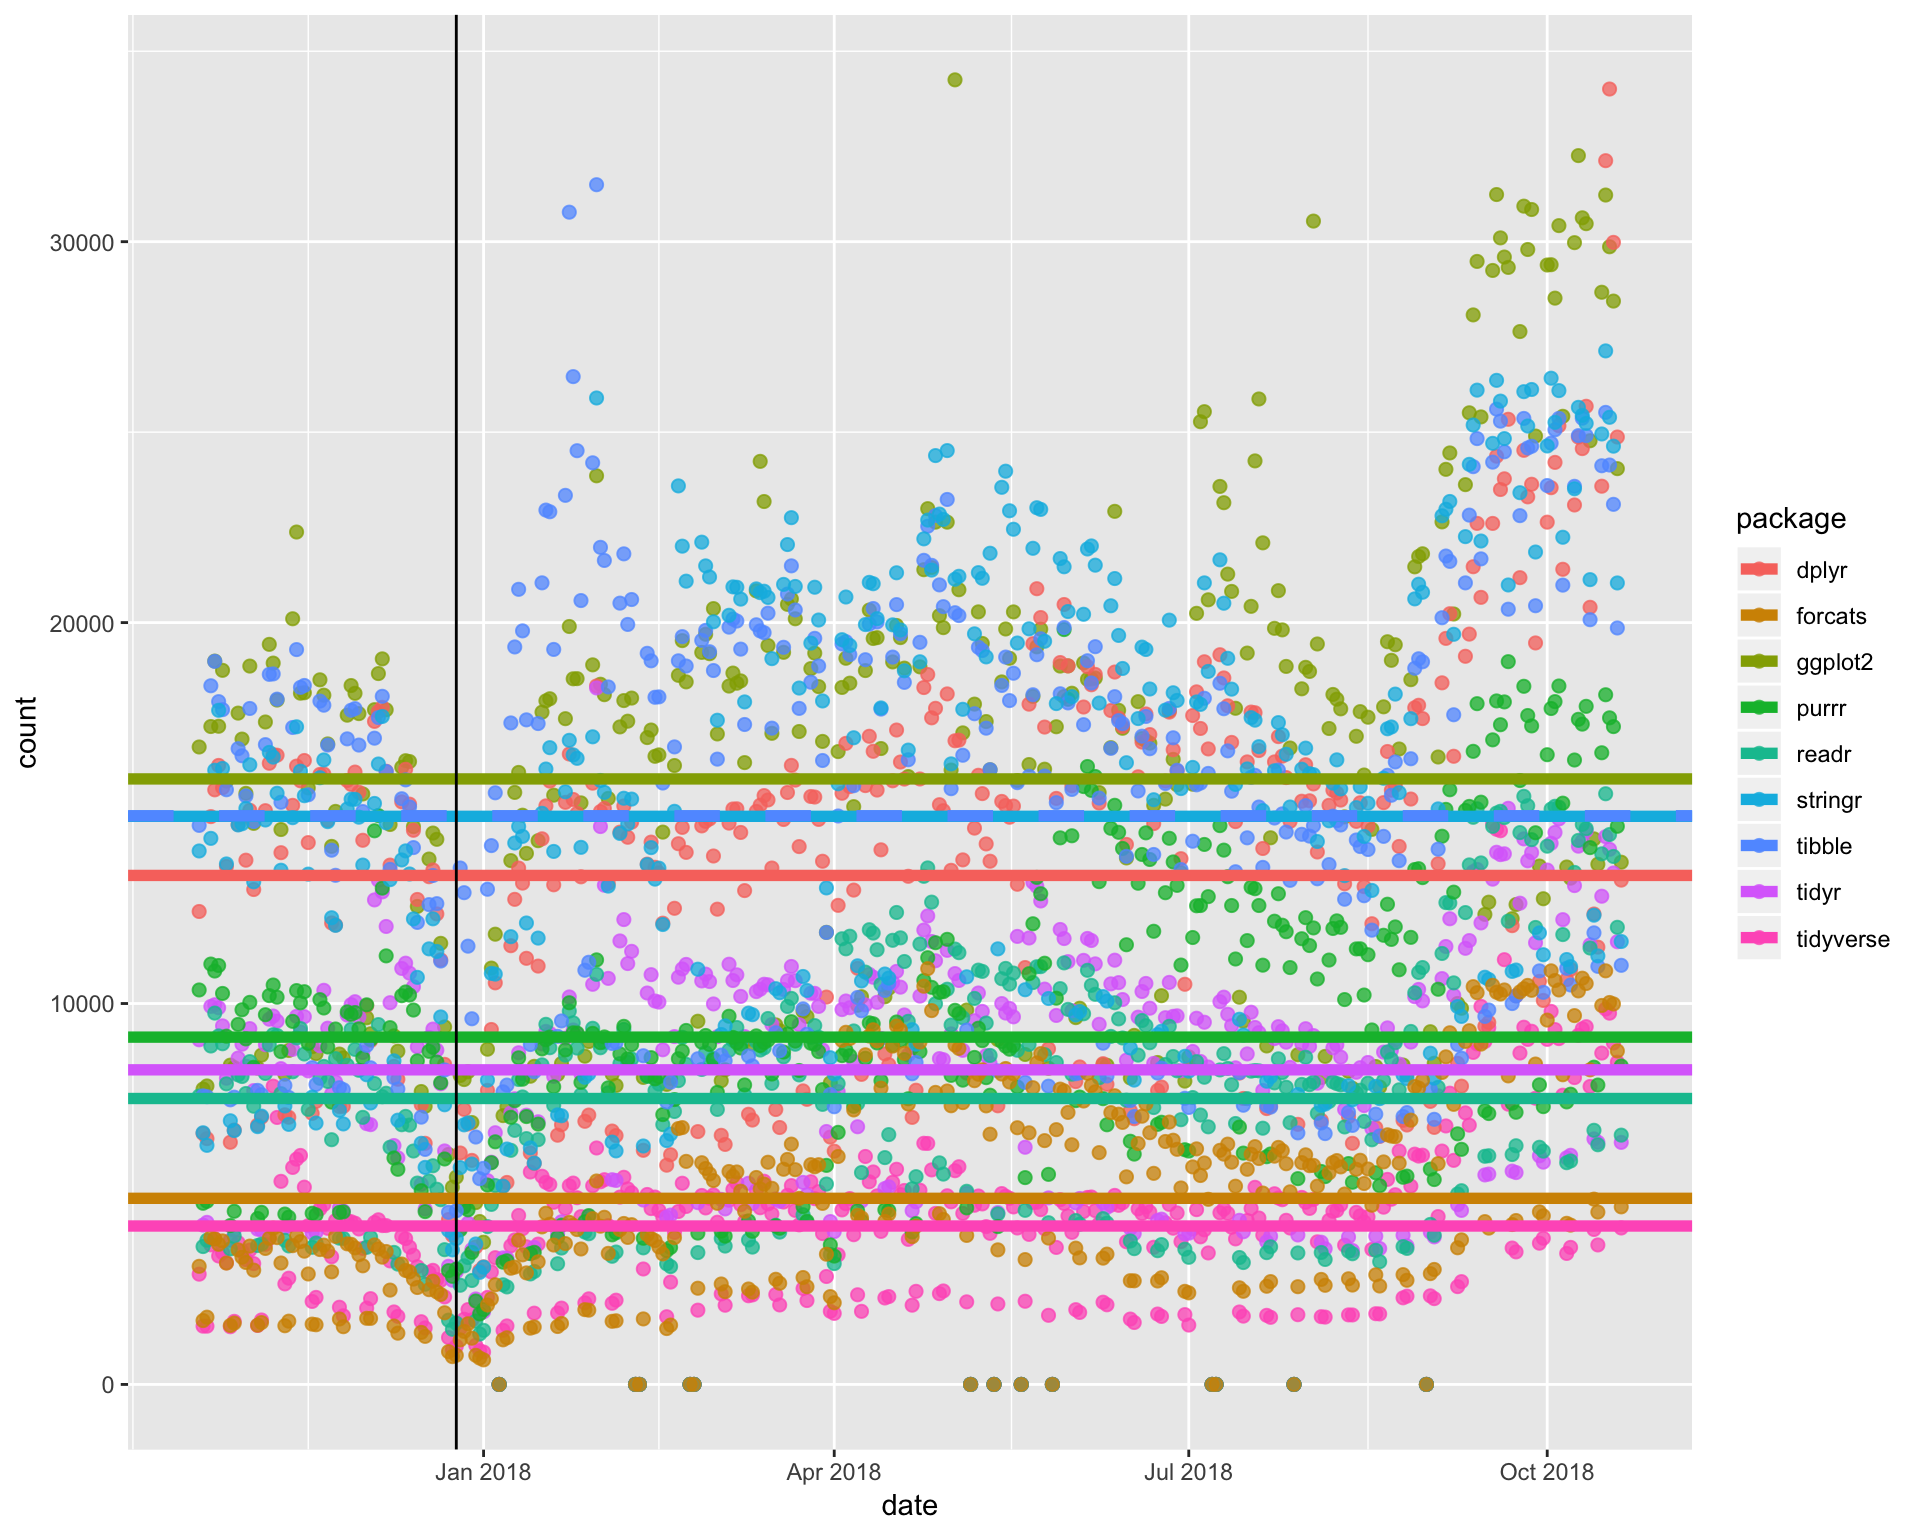 count
30000
20000
10000
0
Jan 2018
Apr 2018
Jul 2018
Oct 2018
date
package
dplyr
forcats
ggplot2
purrr
readr
stringr
tibble
tidyr
tidyverse